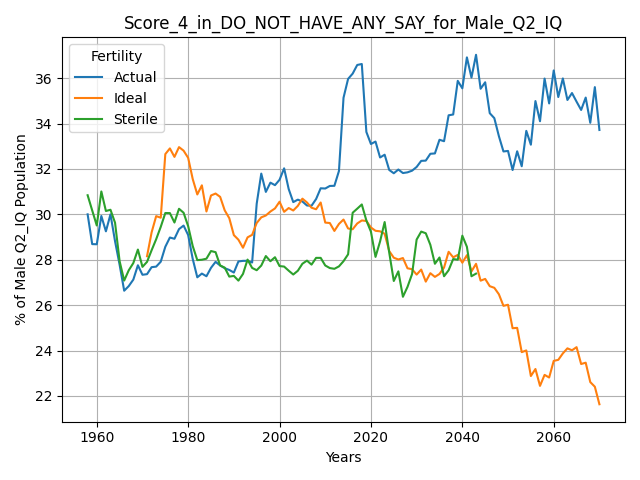 Score_4_in_DO_NOT_HAVE_ANY_SAY_for_Male_Q2_IQ
Fertility
Actual
Ideal
Sterile
% of Male Q2_IQ Population
36
34
32
30
28
26
24
22
1960
1980
2000
2020
2040
2060
Years